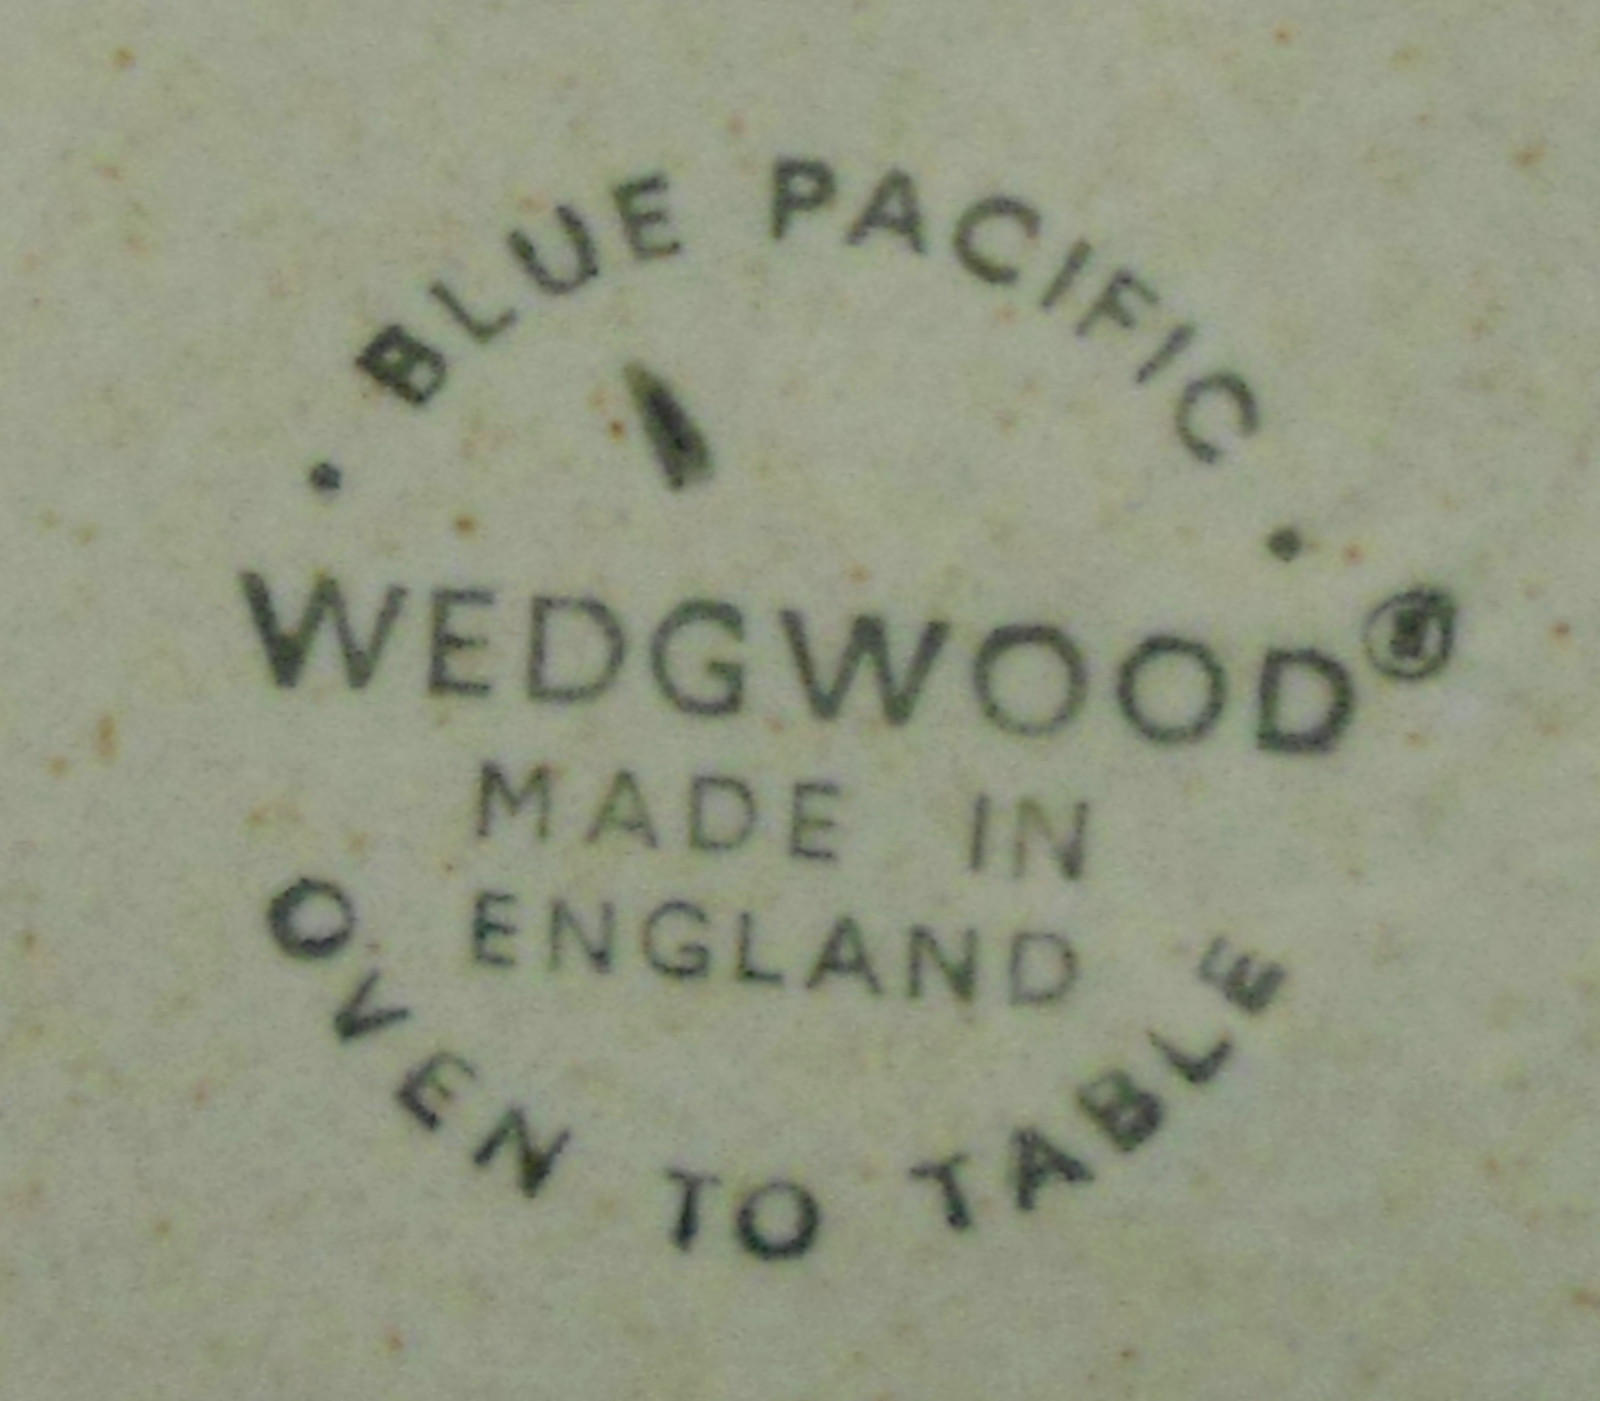 · BLUE PACIFIC ·
WEDGWOOD®
MADE IN
ENGLAND
OVEN TO TABLE